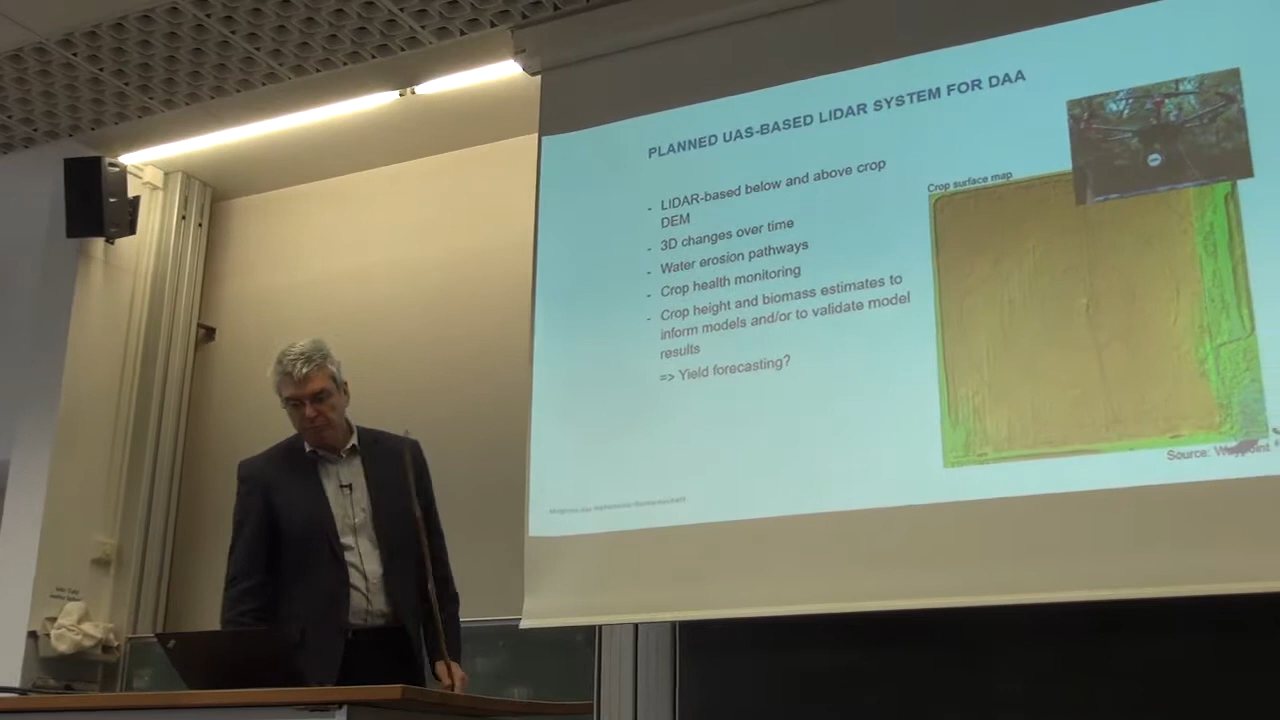 PLANNED UAS-BASED LIDAR SYSTEM FOR DAA
- LIDAR-based below and above crop
DEM
- 3D changes over time
- Water erosion pathways
- Crop health monitoring
- Crop height and biomass estimates to
inform models and/or to validate model
results
=> Yield forecasting?
Crop surface map
Source: Waypoint